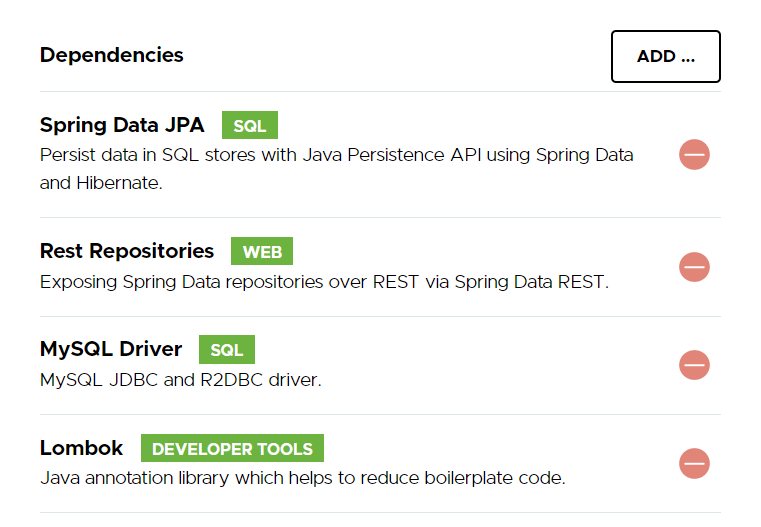 Dependencies
ADD ...
Spring Data JPA SQL
Persist data in SQL stores with Java Persistence API using Spring Data
and Hibernate.
Rest Repositories WEB
Exposing Spring Data repositories over REST via Spring Data REST.
MySQL Driver SQL
MySQL JDBC and R2DBC driver.
Lombok DEVELOPER TOOLS
Java annotation library which helps to reduce boilerplate code.